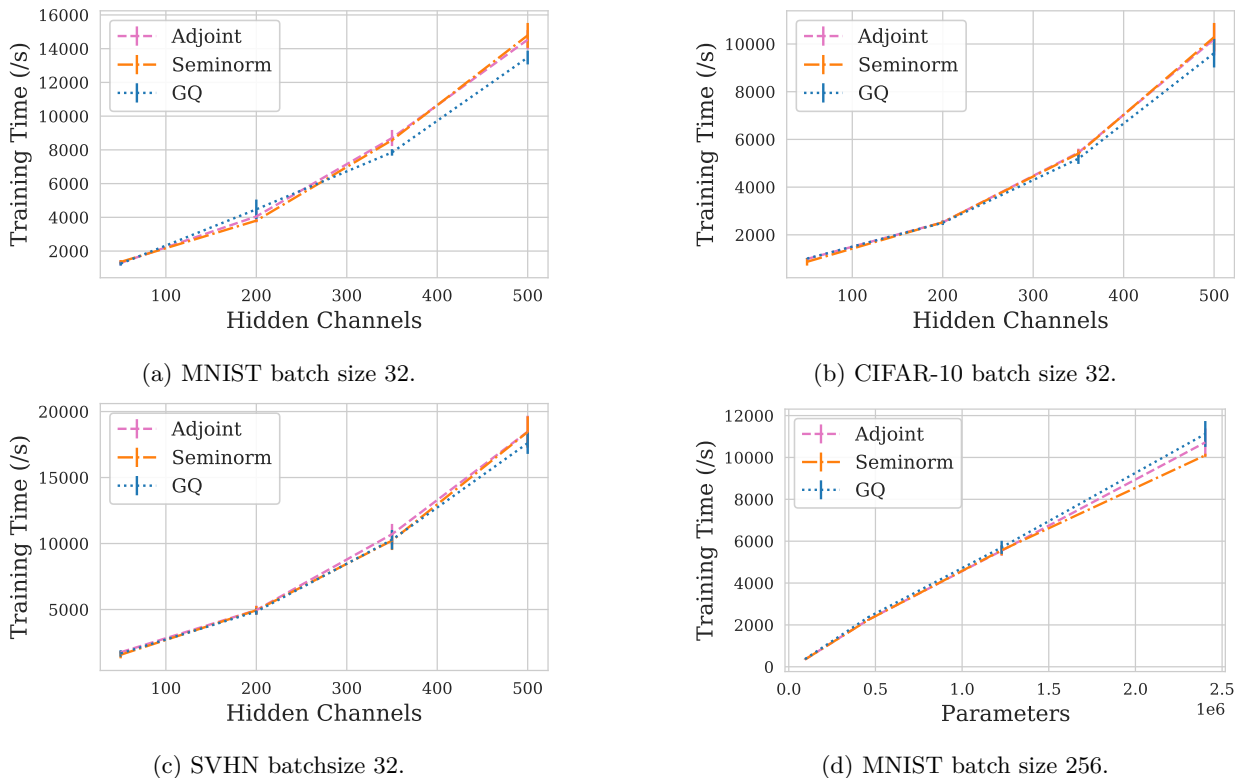 16000
14000
12000
10000
8000
6000
4000
2000
Training Time (/s)
Adjoint
Seminorm
GQ
100 200 300 400 500
Hidden Channels
(a) MNIST batch size 32.
10000
8000
6000
4000
2000
Training Time (/s)
Adjoint
Seminorm
GQ
100 200 300 400 500
Hidden Channels
(b) CIFAR-10 batch size 32.
20000
15000
10000
5000
Training Time (/s)
Adjoint
Seminorm
GQ
100 200 300 400 500
Hidden Channels
(c) SVHN batchsize 32.
12000
10000
8000
6000
4000
2000
0
Training Time (/s)
Adjoint
Seminorm
GQ
0.0 0.5 1.0 1.5 2.0 2.5
1e6
Parameters
(d) MNIST batch size 256.